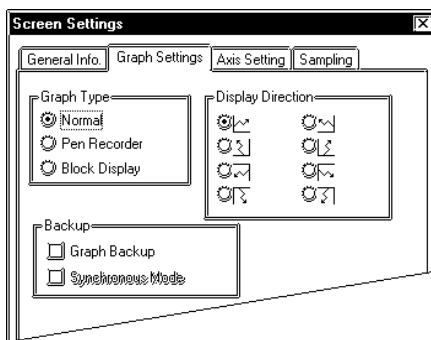 Screen Settings
General Info. Graph Settings Axis Setting Sampling
Graph Type
Normal
Pen Recorder
Block Display
Display Direction
Backup
Graph Backup
Synchronous Mode